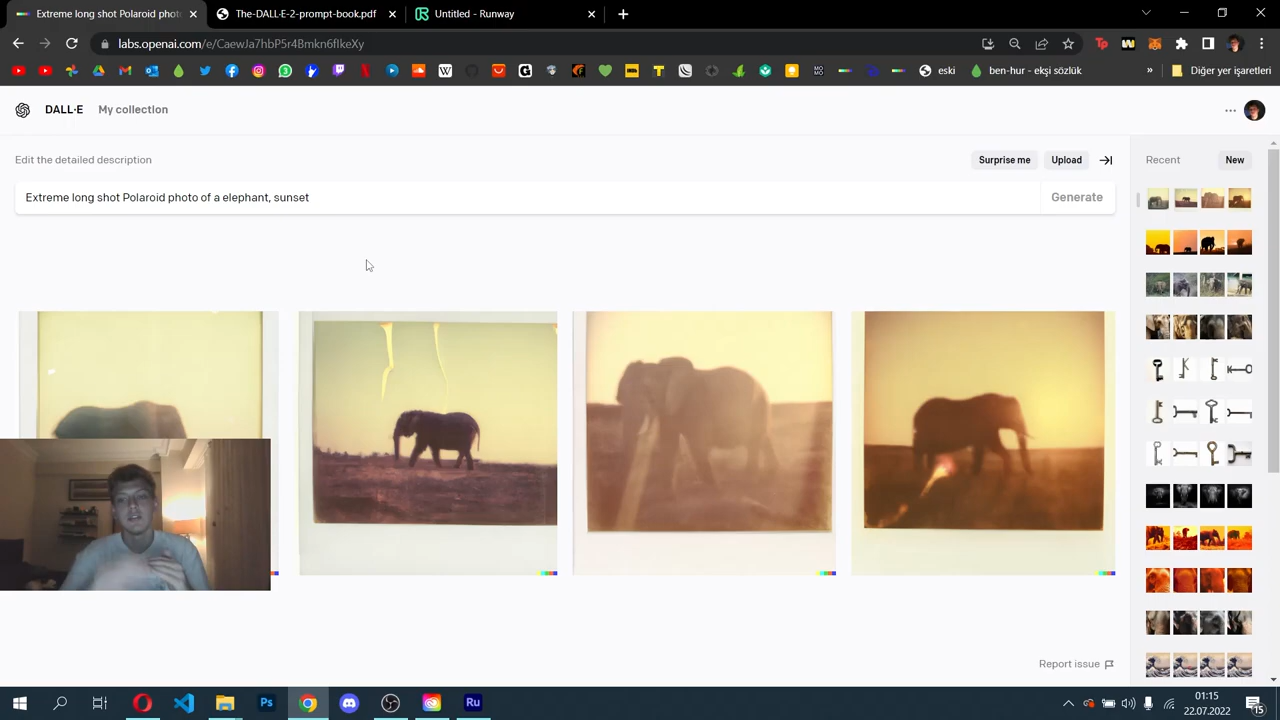 Extreme long shot Polaroid phot
The-DALL-E-2-prompt-book.pdf
Untitled - Runway
labs.openai.com/e/CaewJa7hbP5r4Bmkn6flkeXy
eski
ben-hur - ekşi sözlük
Diğer yer işaretleri
DALL·E
My collection
Edit the detailed description
Surprise me
Upload
Recent
New
Extreme long shot Polaroid photo of a elephant, sunset
Generate
Report issue
01:15
22.07.2022
15